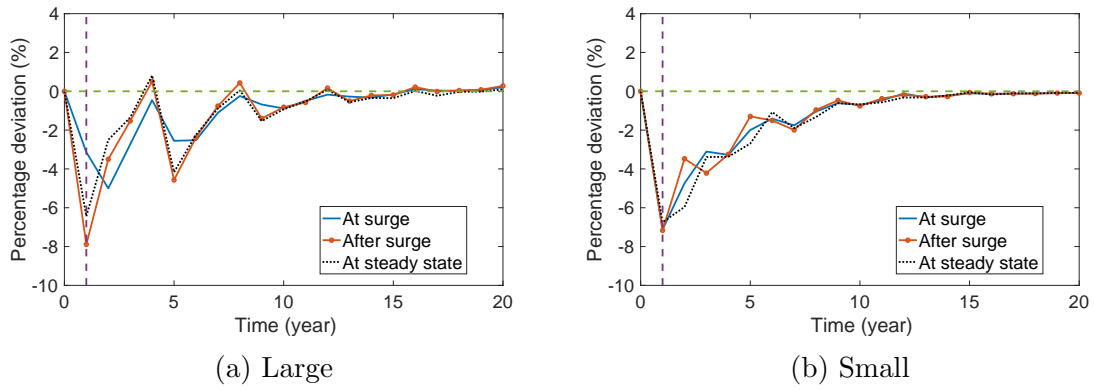 4
2
0
-2
-4
-6
-8
-10
Percentage deviation (%)
At surge
After surge
At steady state
0 5 10 15 20
Time (year)
(a) Large
4
2
0
-2
-4
-6
-8
-10
Percentage deviation (%)
At surge
After surge
At steady state
0 5 10 15 20
Time (year)
(b) Small